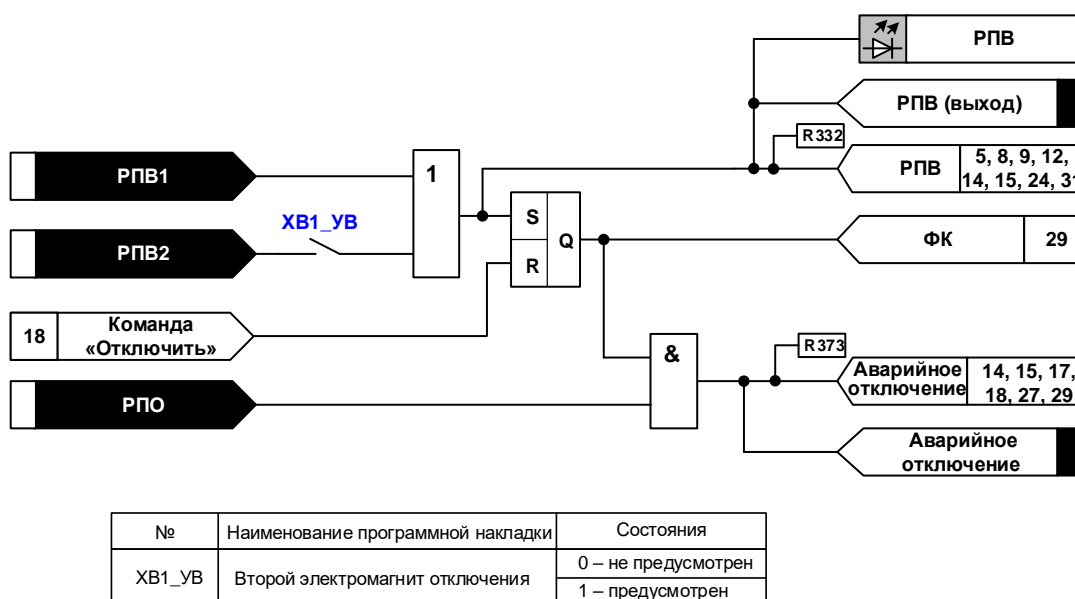 РПВ
РПВ (выход)
R332
РПВ
5, 8, 9, 12,
14, 15, 24, 31
РПВ1
1
ХВ1_УВ
S
Q
R
РПВ2
ФК
29
18
Команда
«Отключить»
&
R373
Аварийное
отключение
14, 15, 17,
18, 27, 29
РПО
Аварийное
отключение
№
Наименование программной накладки
Состояния
ХВ1_УВ
Второй электромагнит отключения
0 – не предусмотрен
1 – предусмотрен